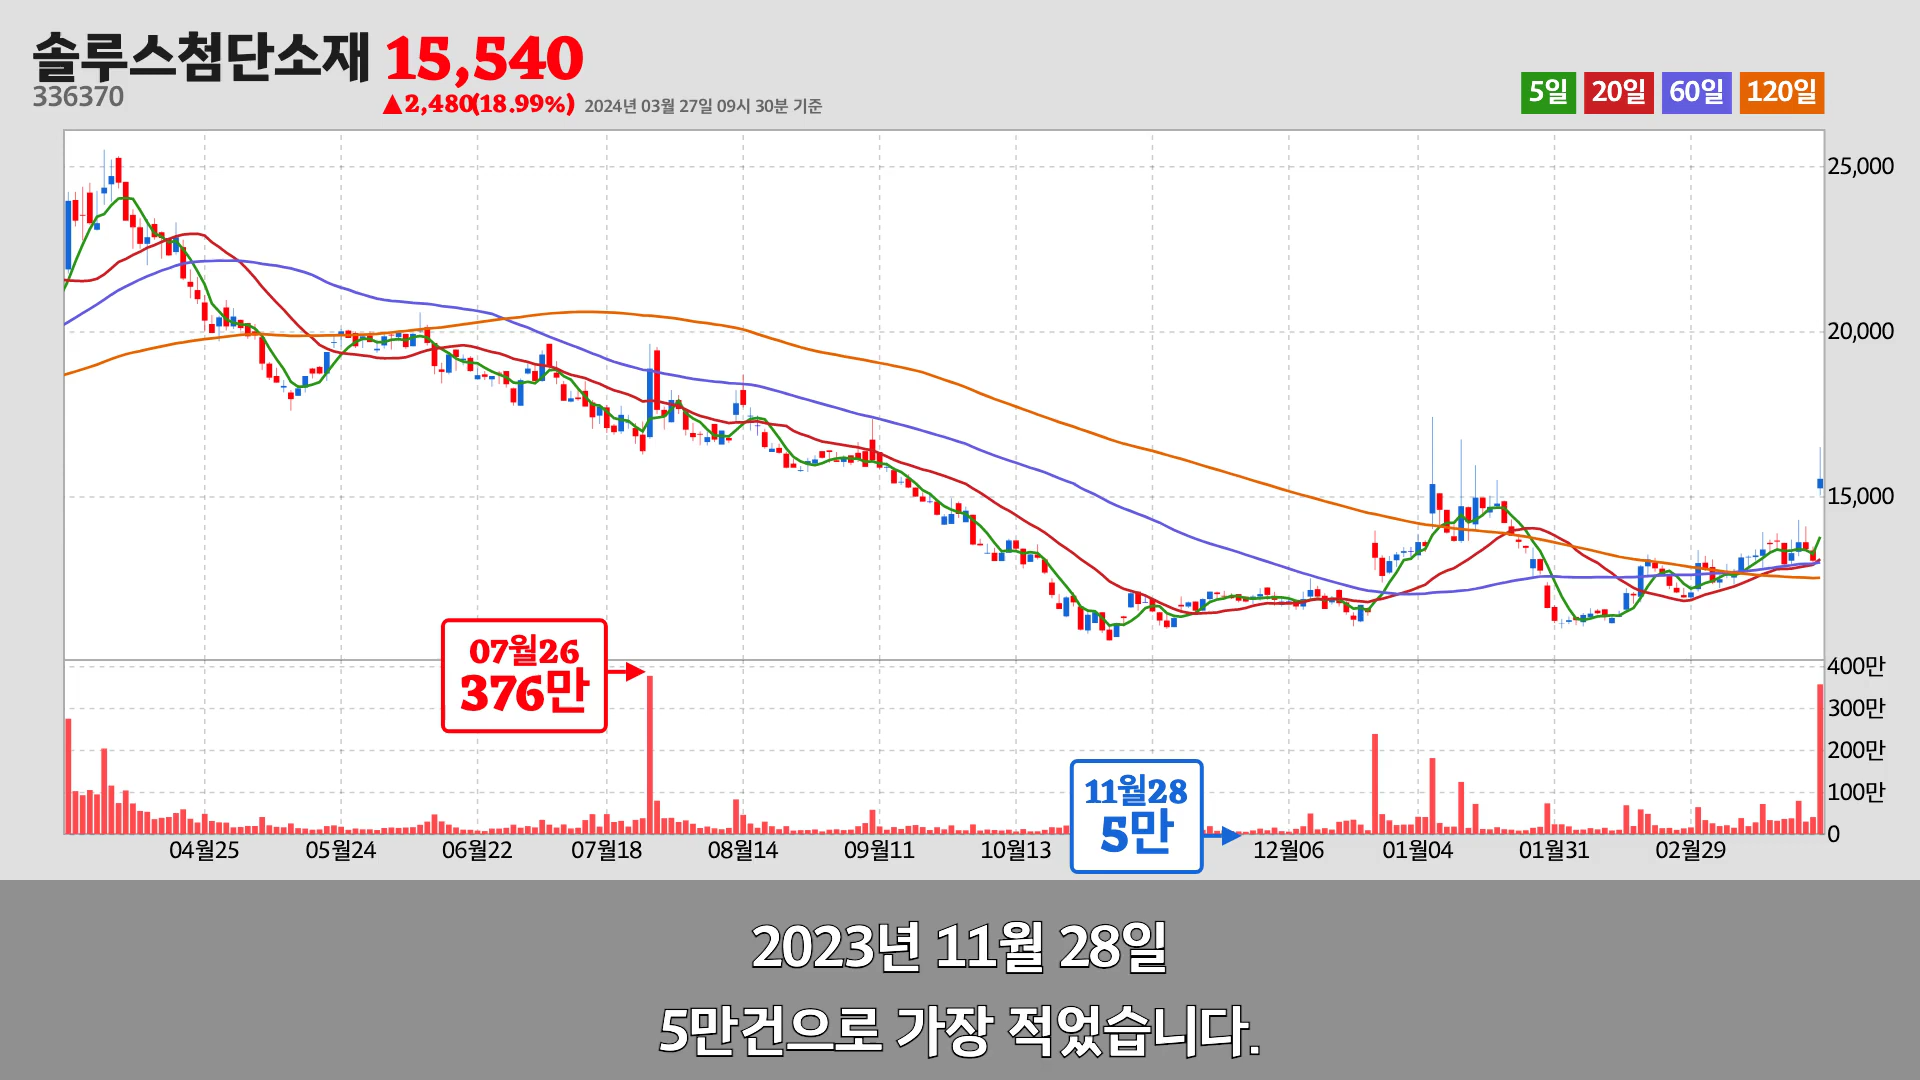 솔루스첨단소재 15,540
336370
▲2,480(18.99%) 2024년 03월 27일 09시 30분 기준
5일 20일 60일 120일
25,000
20,000
15,000
400만
300만
200만
100만
0
07월26
376만
11월28
5만
04월25 05월24 06월22 07월18 08월14 09월11 10월13 12월06 01월04 01월31 02월29
2023년 11월 28일
5만건으로 가장 적었습니다.